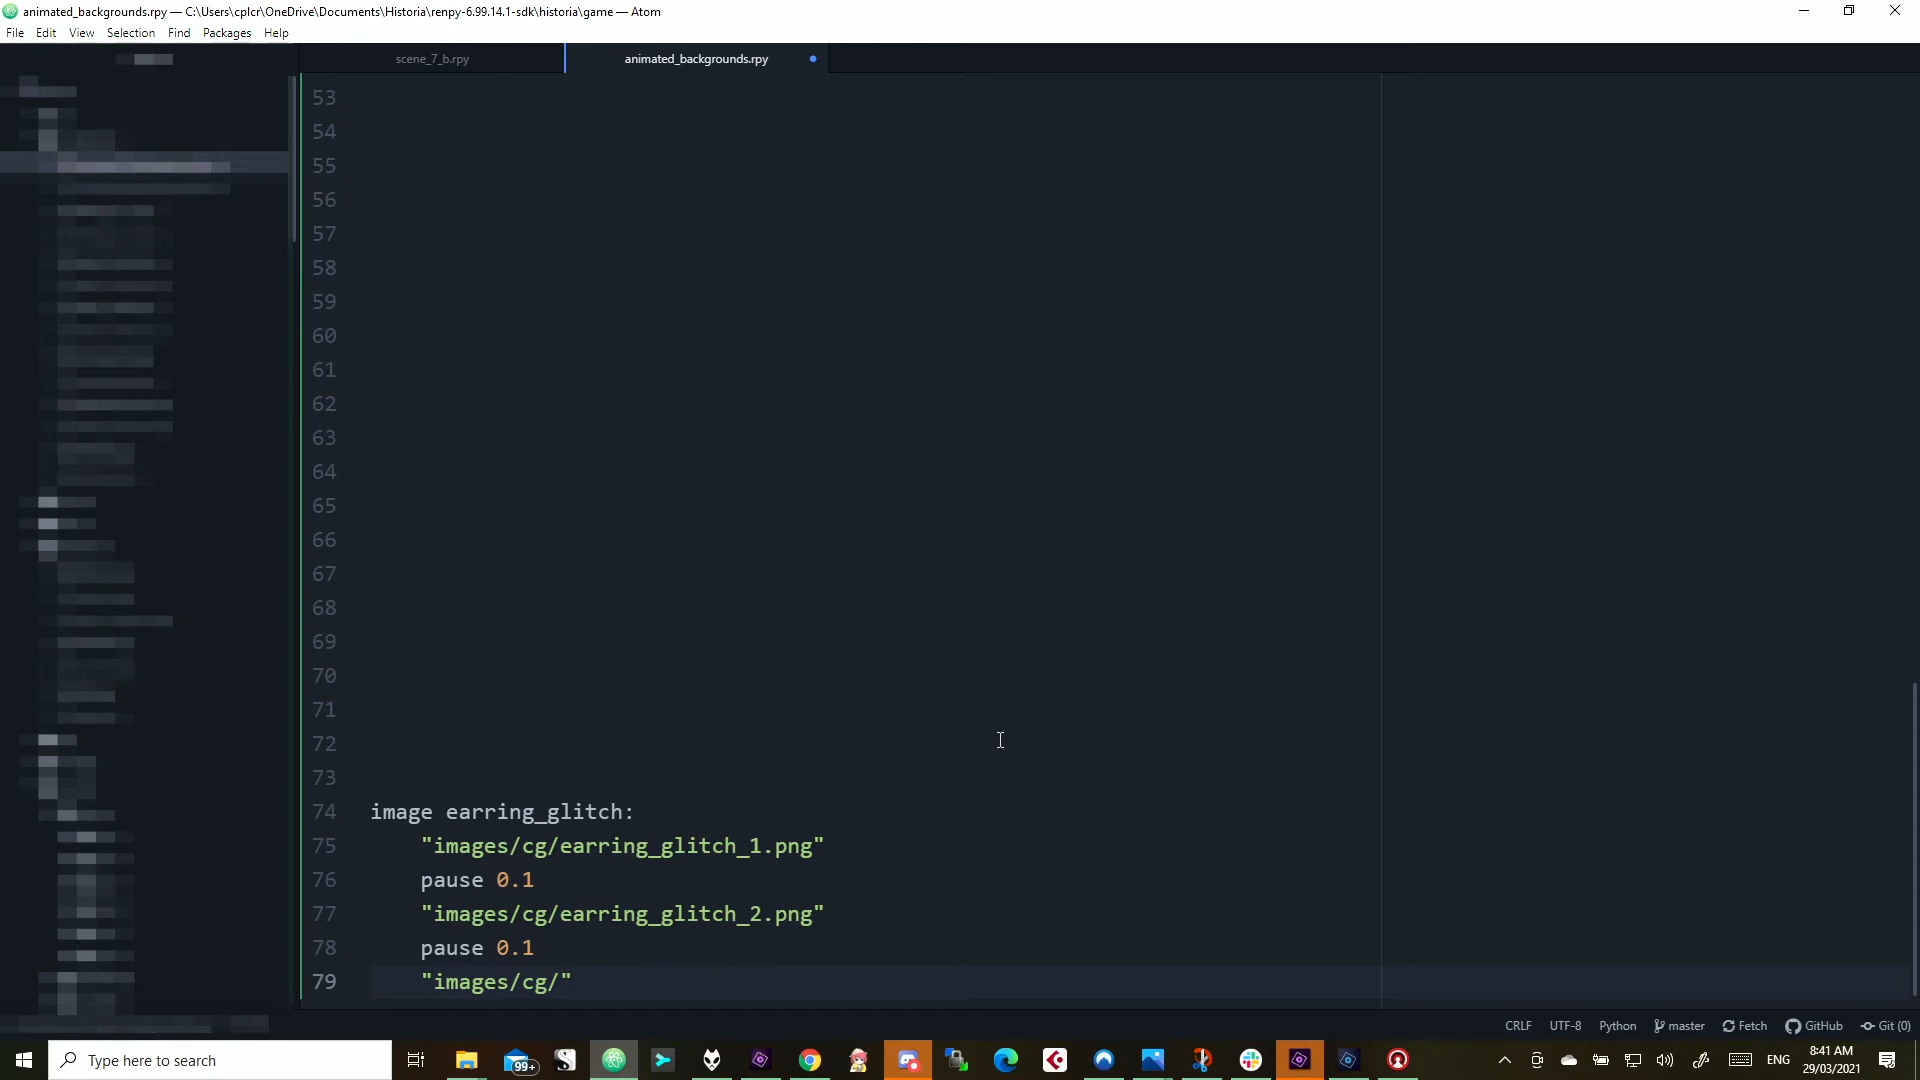 animated_backgrounds.rpy — C:\Users\cplcr\OneDrive\Documents\Historia\renpy-6.99.14.1-sdk\historia\game — Atom
File Edit View Selection Find Packages Help
scene_7_b.rpy animated_backgrounds.rpy
53
54
55
56
57
58
59
60
61
62
63
64
65
66
67
68
69
70
71
72
73
74 image earring_glitch:
75 "images/cg/earring_glitch_1.png"
76 pause 0.1
77 "images/cg/earring_glitch_2.png"
78 pause 0.1
79 "images/cg/"
CRLF UTF-8 Python master Fetch GitHub Git (0)
Type here to search 99+ ENG 8:41 AM
29/03/2021